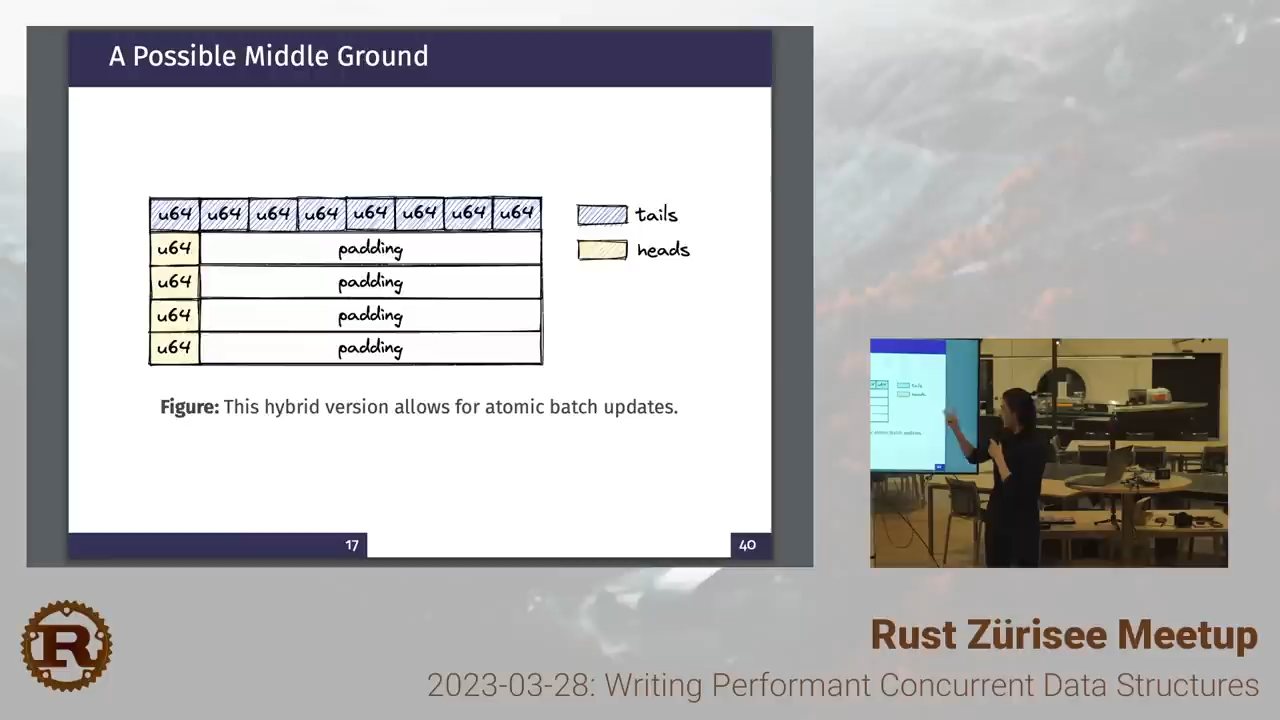 A Possible Middle Ground
u64 u64 u64 u64 u64 u64 u64 u64
tails
u64 padding
heads
u64 padding
u64 padding
u64 padding
Figure: This hybrid version allows for atomic batch updates.
17
40
R
Rust Zürisee Meetup
2023-03-28: Writing Performant Concurrent Data Structures